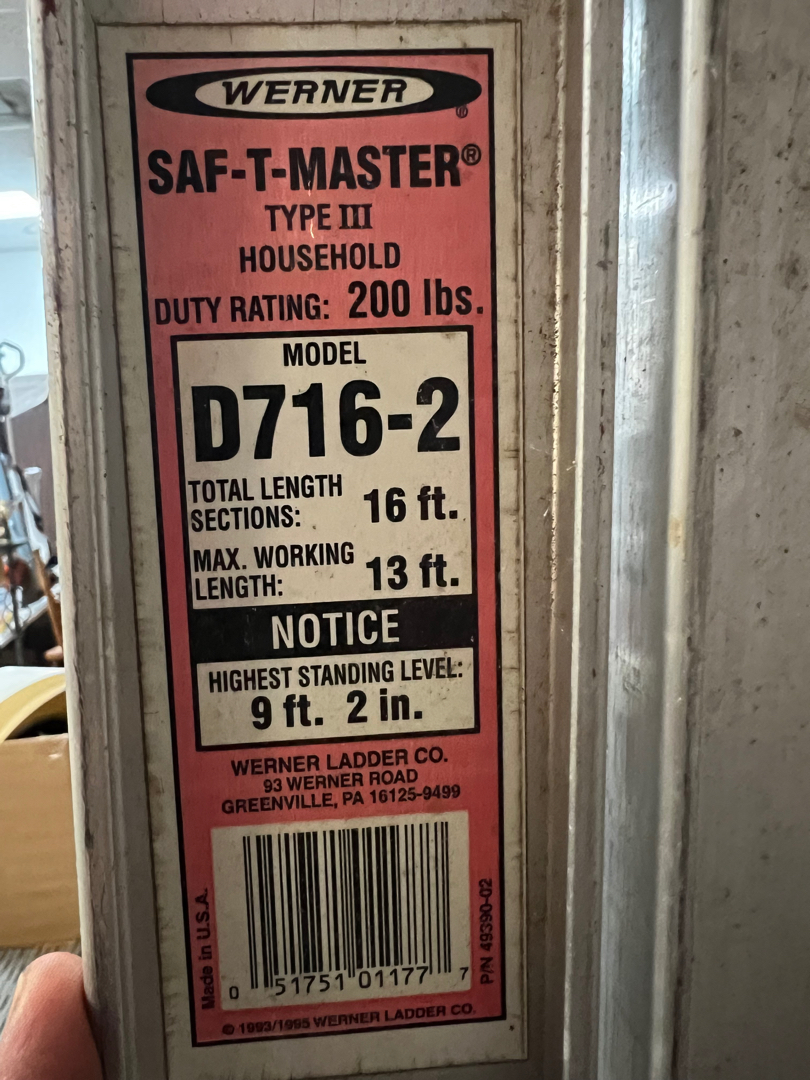 WERNER
®
SAF-T-MASTER®
TYPE III
HOUSEHOLD
DUTY RATING: 200 lbs.
MODEL
D716-2
TOTAL LENGTH
SECTIONS: 16 ft.
MAX. WORKING
LENGTH: 13 ft.
NOTICE
HIGHEST STANDING LEVEL:
9 ft. 2 in.
WERNER LADDER CO.
93 WERNER ROAD
GREENVILLE, PA 16125-9499
Made in U.S.A.
0 51751 01177 7
P/N 49390-02
© 1993/1995 WERNER LADDER CO.